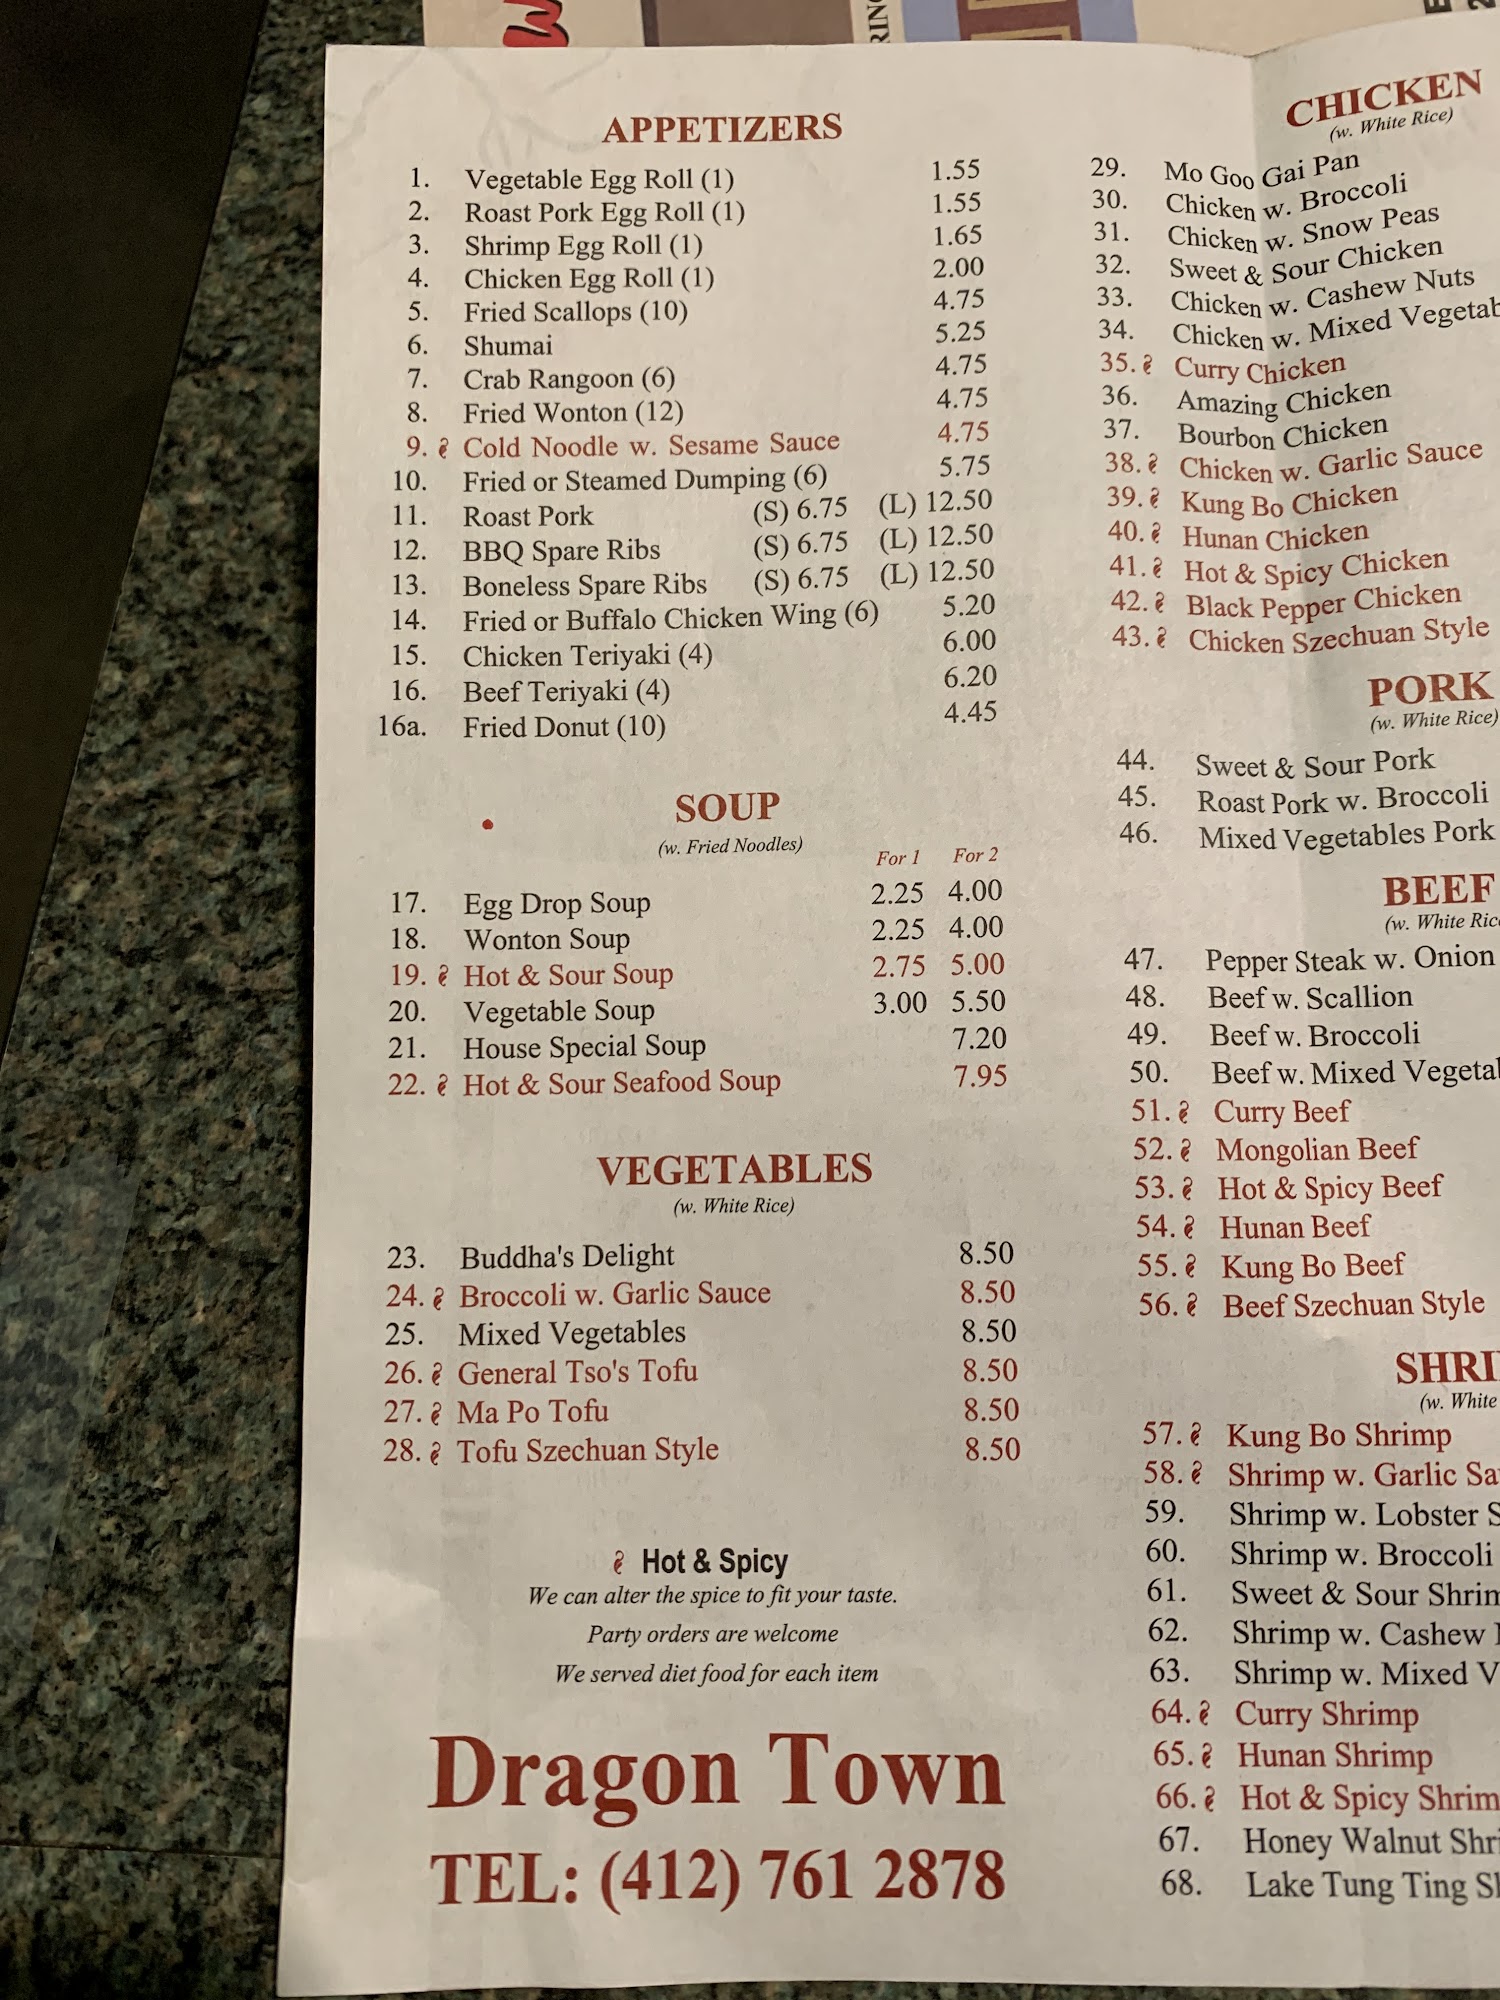 APPETIZERS
1. Vegetable Egg Roll (1) 1.55
2. Roast Pork Egg Roll (1) 1.55
3. Shrimp Egg Roll (1) 1.65
4. Chicken Egg Roll (1) 2.00
5. Fried Scallops (10) 4.75
6. Shumai 5.25
7. Crab Rangoon (6) 4.75
8. Fried Wonton (12) 4.75
9. Cold Noodle w. Sesame Sauce 4.75
10. Fried or Steamed Dumping (6) 5.75
11. Roast Pork (S) 6.75 (L) 12.50
12. BBQ Spare Ribs (S) 6.75 (L) 12.50
13. Boneless Spare Ribs (S) 6.75 (L) 12.50
14. Fried or Buffalo Chicken Wing (6) 5.20
15. Chicken Teriyaki (4) 6.00
16. Beef Teriyaki (4) 6.20
16a. Fried Donut (10) 4.45
SOUP
(w. Fried Noodles)
For 1 For 2
17. Egg Drop Soup 2.25 4.00
18. Wonton Soup 2.25 4.00
19. Hot & Sour Soup 2.75 5.00
20. Vegetable Soup 3.00 5.50
21. House Special Soup 7.20
22. Hot & Sour Seafood Soup 7.95
VEGETABLES
(w. White Rice)
23. Buddha's Delight 8.50
24. Broccoli w. Garlic Sauce 8.50
25. Mixed Vegetables 8.50
26. General Tso's Tofu 8.50
27. Ma Po Tofu 8.50
28. Tofu Szechuan Style 8.50
Hot & Spicy
We can alter the spice to fit your taste.
Party orders are welcome
We served diet food for each item
Dragon Town
TEL: (412) 761 2878
CHICKEN
(w. White Rice)
29. Mo Goo Gai Pan
30. Chicken w. Broccoli
31. Chicken w. Snow Peas
32. Sweet & Sour Chicken
33. Chicken w. Cashew Nuts
34. Chicken w. Mixed Vegetab
35. Curry Chicken
36. Amazing Chicken
37. Bourbon Chicken
38. Chicken w. Garlic Sauce
39. Kung Bo Chicken
40. Hunan Chicken
41. Hot & Spicy Chicken
42. Black Pepper Chicken
43. Chicken Szechuan Style
PORK
(w. White Rice)
44. Sweet & Sour Pork
45. Roast Pork w. Broccoli
46. Mixed Vegetables Pork
BEEF
(w. White Ric
47. Pepper Steak w. Onion
48. Beef w. Scallion
49. Beef w. Broccoli
50. Beef w. Mixed Vegetal
51. Curry Beef
52. Mongolian Beef
53. Hot & Spicy Beef
54. Hunan Beef
55. Kung Bo Beef
56. Beef Szechuan Style
SHRI
(w. White
57. Kung Bo Shrimp
58. Shrimp w. Garlic Sa
59. Shrimp w. Lobster S
60. Shrimp w. Broccoli
61. Sweet & Sour Shrim
62. Shrimp w. Cashew
63. Shrimp w. Mixed V
64. Curry Shrimp
65. Hunan Shrimp
66. Hot & Spicy Shrim
67. Honey Walnut Shri
68. Lake Tung Ting S